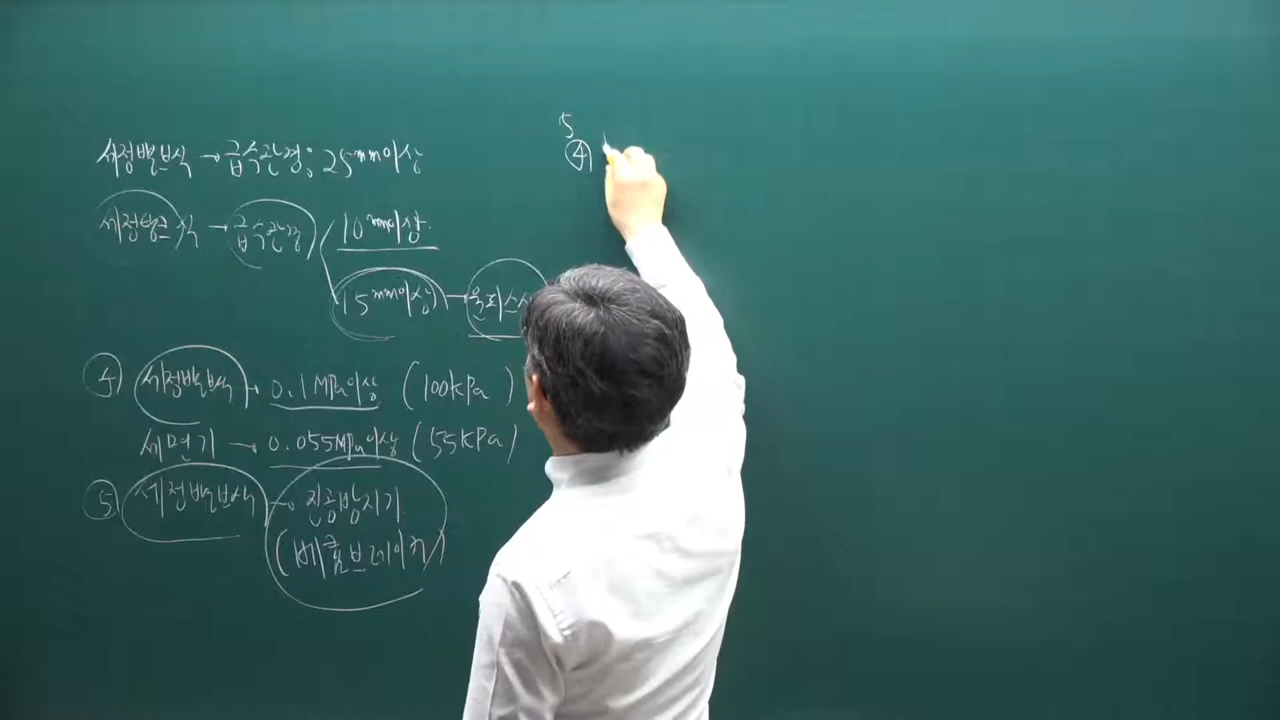 세정밸브식 → 급수관경: 25mm이상
세정탱크식 → 급수관경 10mm이상.
15mm이상 - 원피스
④ 세정밸브식 → 0.1MPa이상 (100kPa)
세면기 → 0.055MPa이상 (55kPa)
⑤ 세정밸브식 → 진공방지기
(버큠브레이커)
5
④